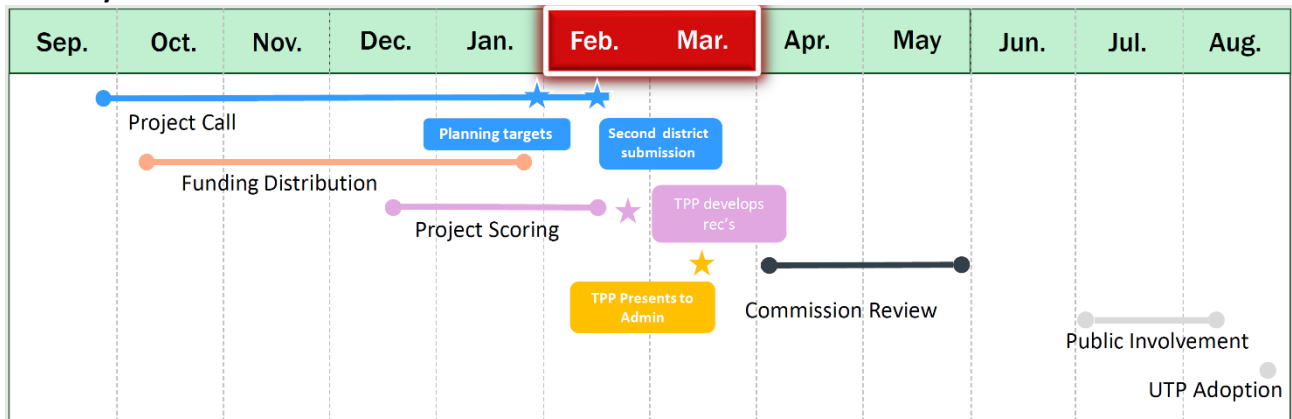 Sep. Oct. Nov. Dec. Jan. Feb. Mar. Apr. May Jun. Jul. Aug.
Project Call
Planning targets
Second district
submission
Funding Distribution
TPP develops
rec's
Project Scoring
TPP Presents to
Admin
Commission Review
Public Involvement
UTP Adoption